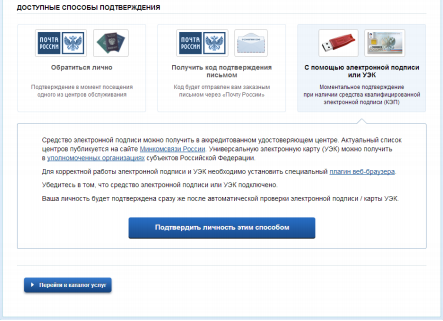 ДОСТУПНЫЕ СПОСОБЫ ПОДТВЕРЖДЕНИЯ
ПОЧТА РОССИИ
ПОЧТА РОССИИ
Обратиться лично
Подтверждение в момент посещения
одного из центров обслуживания
Получить код подтверждения
письмом
Код будет отправлен вам заказным
письмом через «Почту России»
С помощью электронной подписи
или УЭК
Моментальное подтверждение
при наличии средства квалифицированной
электронной подписи (КЭП)
Средство электронной подписи можно получить в аккредитованном удостоверяющем центре. Актуальный список
центров публикуется на сайте Минкомсвязи России. Универсальную электронную карту (УЭК) можно получить
в уполномоченных организациях субъектов Российской Федерации.
Для корректной работы электронной подписи и УЭК необходимо установить специальный плагин веб-браузера.
Убедитесь в том, что средство электронной подписи или УЭК подключено.
Ваша личность будет подтверждена сразу же после автоматической проверки электронной подписи / карты УЭК.
Подтвердить личность этим способом
Перейти в каталог услуг